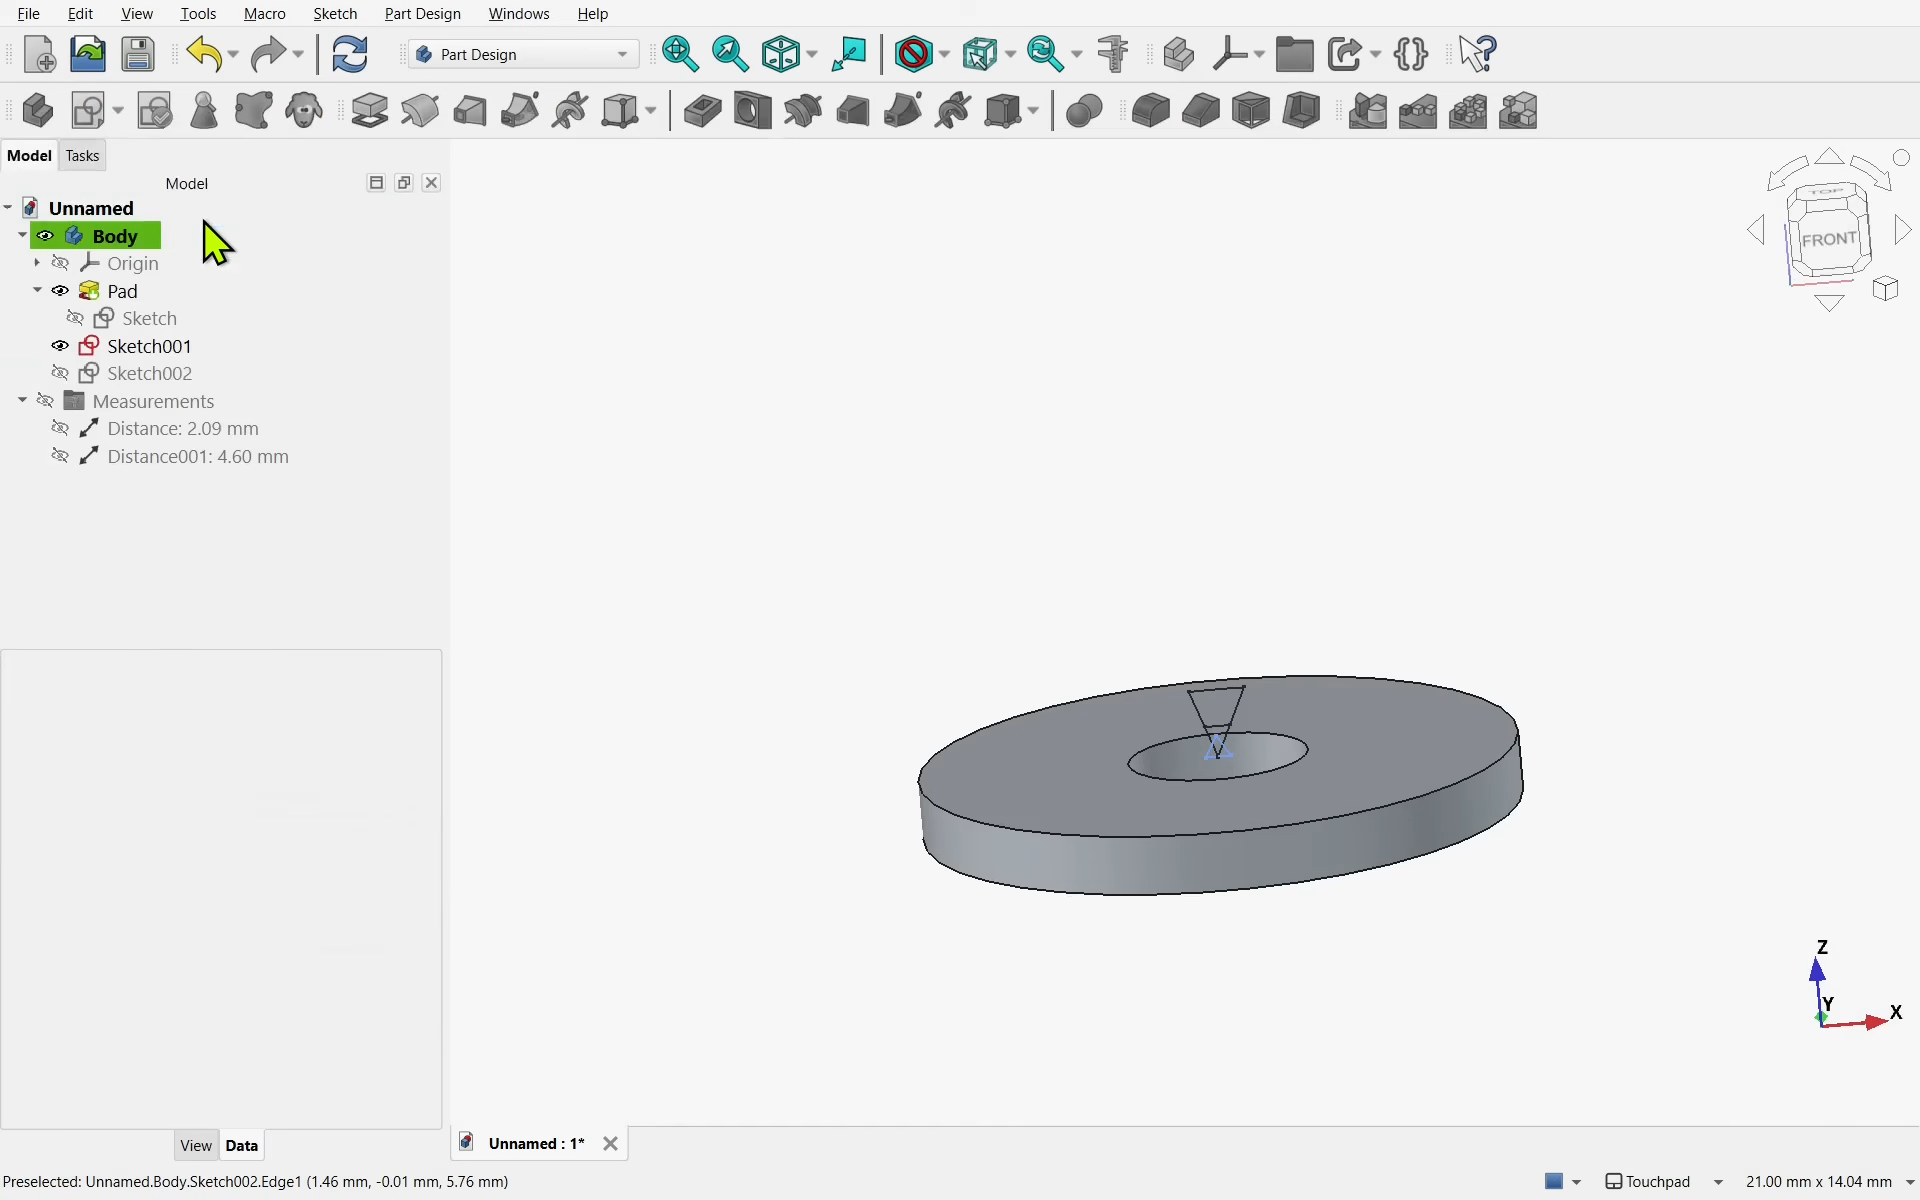 File Edit View Tools Macro Sketch Part Design Windows Help
Part Design
Model Tasks
Model
Unnamed
Body
Origin
Pad
Sketch
Sketch001
Sketch002
Measurements
Distance: 2.09 mm
Distance001: 4.60 mm
TOP
FRONT
Z
Y
X
View Data
Unnamed : 1*
Preselected: Unnamed.Body.Sketch002.Edge1 (1.46 mm, -0.01 mm, 5.76 mm)
Touchpad
21.00 mm x 14.04 mm